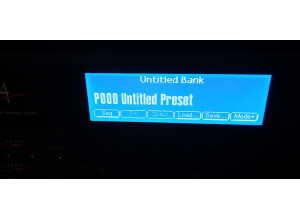 Untitled Bank
P000 Untitled Preset
Seq Load... Save... Mode